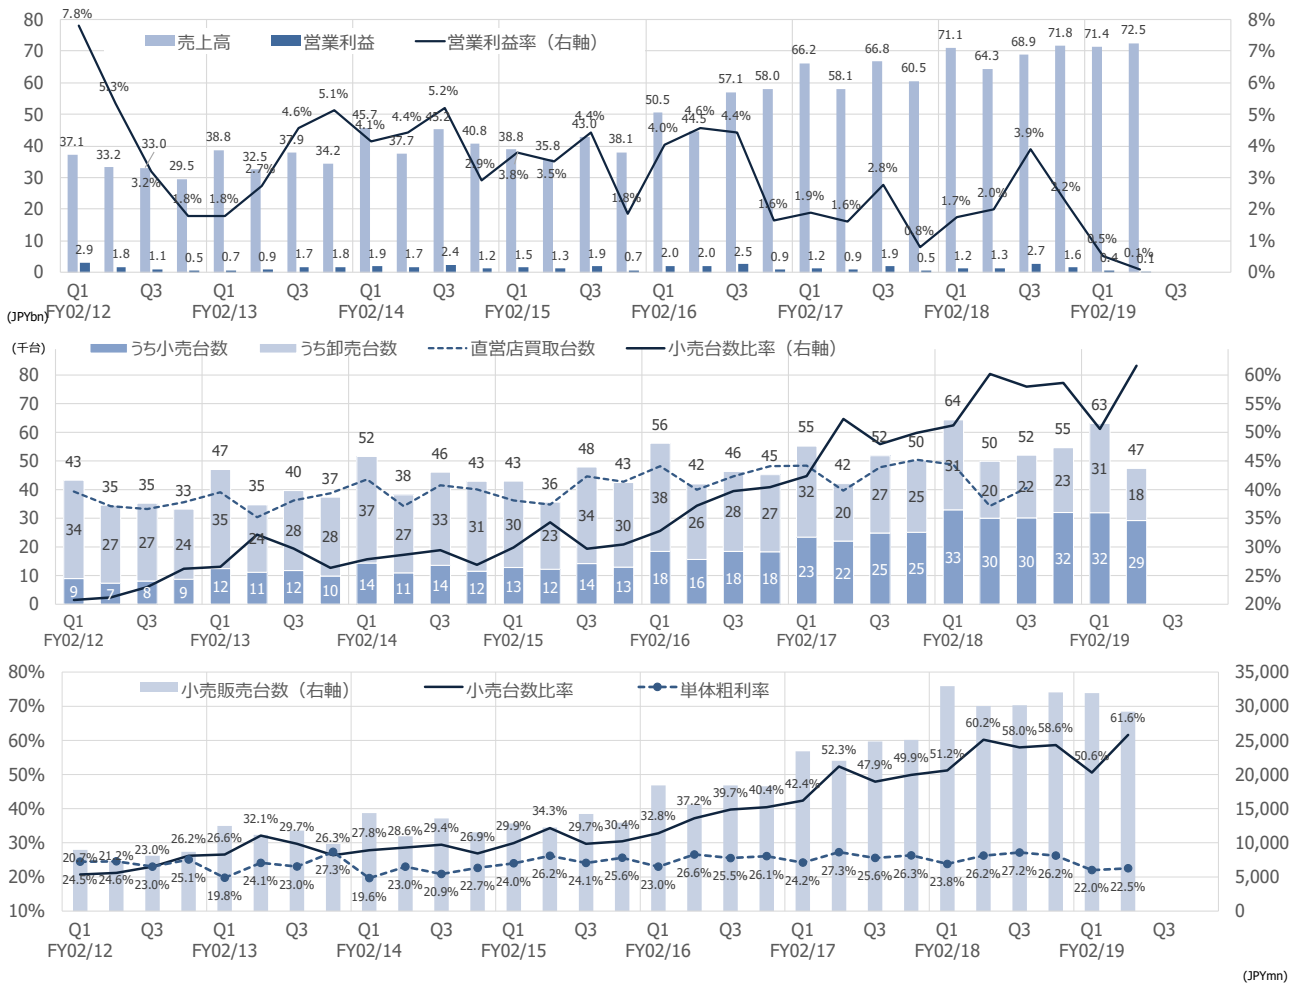 売上高 営業利益 営業利益率（右軸）
80 70 60 50 40 30 20 10 0
8% 7% 6% 5% 4% 3% 2% 1% 0%
7.8% 5.3% 3.2% 1.8% 1.8% 2.7% 4.6% 5.1% 4.1% 4.4% 5.2% 2.9% 3.8% 3.5% 4.4% 1.8% 4.0% 4.6% 4.4% 1.6% 1.9% 1.6% 2.8% 0.8% 1.7% 2.0% 3.9% 2.2% 0.5% 0.1%
37.1 33.2 33.0 29.5 38.8 32.5 37.9 34.2 45.7 37.7 45.2 40.8 38.8 35.8 43.0 38.1 50.5 44.5 57.1 58.0 66.2 58.1 66.8 60.5 71.1 64.3 68.9 71.8 71.4 72.5
2.9 1.8 1.1 0.5 0.7 0.9 1.7 1.8 1.9 1.7 2.4 1.2 1.5 1.3 1.9 0.7 2.0 2.0 2.5 0.9 1.2 0.9 1.9 0.5 1.2 1.3 2.7 1.6 0.4 0.1
Q1 Q3 Q1 Q3 Q1 Q3 Q1 Q3 Q1 Q3 Q1 Q3 Q1 Q3 Q1 Q3
FY02/12 FY02/13 FY02/14 FY02/15 FY02/16 FY02/17 FY02/18 FY02/19
(JPYbn)
(千台)
うち小売台数 うち卸売台数 直営店買取台数 小売台数比率（右軸）
80 70 60 50 40 30 20 10 0
60% 55% 50% 45% 40% 35% 30% 25% 20%
43 35 35 33 47 35 40 37 52 38 46 43 43 36 48 43 56 42 46 45 55 42 52 50 64 50 52 55 63 47
34 27 27 24 35 24 28 28 37 27 33 31 30 23 34 30 38 26 28 27 32 20 27 25 31 20 22 23 31 18
9 7 8 9 12 11 12 10 14 11 14 12 13 12 14 13 18 16 18 18 23 22 25 25 33 30 30 32 32 29
Q1 Q3 Q1 Q3 Q1 Q3 Q1 Q3 Q1 Q3 Q1 Q3 Q1 Q3 Q1 Q3
FY02/12 FY02/13 FY02/14 FY02/15 FY02/16 FY02/17 FY02/18 FY02/19
小売販売台数（右軸） 小売台数比率 単体粗利率
80% 70% 60% 50% 40% 30% 20% 10%
35,000 30,000 25,000 20,000 15,000 10,000 5,000 0
20.7% 21.2% 23.0% 26.2% 26.6% 32.1% 29.7% 26.3% 27.8% 28.6% 29.4% 26.9% 29.9% 34.3% 29.7% 30.4% 32.8% 37.2% 39.7% 40.4% 42.4% 52.3% 47.9% 49.9% 51.2% 60.2% 58.0% 58.6% 50.6% 61.6%
24.5% 24.6% 23.0% 25.1% 19.8% 24.1% 23.0% 27.3% 19.6% 23.0% 20.9% 22.7% 24.0% 26.2% 24.1% 25.6% 23.0% 26.6% 25.5% 26.1% 24.2% 27.3% 25.6% 26.3% 23.8% 26.2% 27.2% 26.2% 22.0% 22.5%
Q1 Q3 Q1 Q3 Q1 Q3 Q1 Q3 Q1 Q3 Q1 Q3 Q1 Q3 Q1 Q3
FY02/12 FY02/13 FY02/14 FY02/15 FY02/16 FY02/17 FY02/18 FY02/19
(JPYmn)